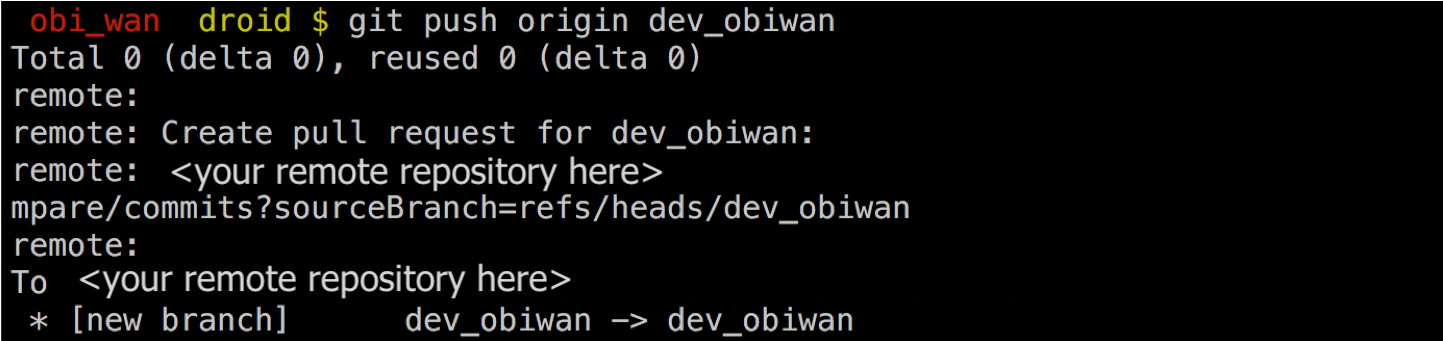 obi_wan droid $ git push origin dev_obiwan
Total 0 (delta 0), reused 0 (delta 0)
remote:
remote: Create pull request for dev_obiwan:
remote: <your remote repository here>
mpare/commits?sourceBranch=refs/heads/dev_obiwan
remote:
To <your remote repository here>
* [new branch] dev_obiwan -> dev_obiwan